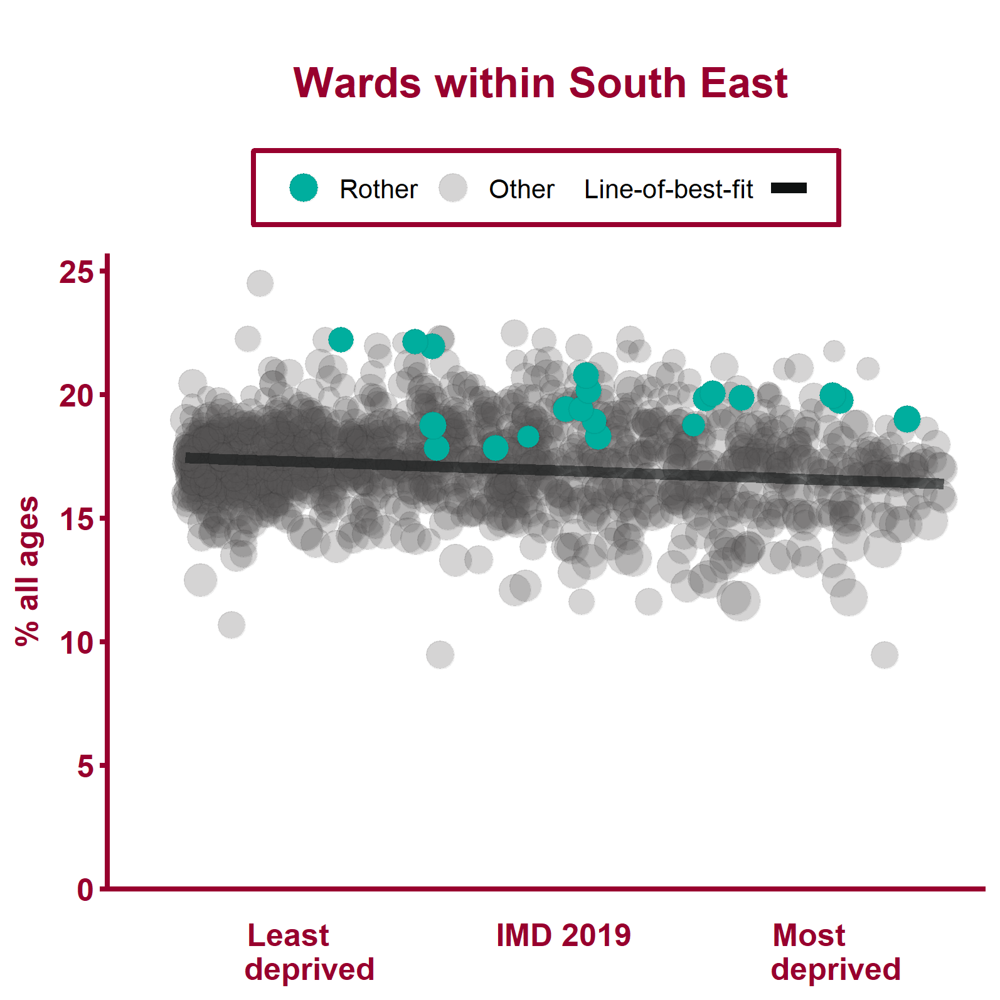 Wards within South East
Rother
Other
Line-of-best-fit
25
20
15
10
5
0
% all ages
Least
deprived
IMD 2019
Most
deprived